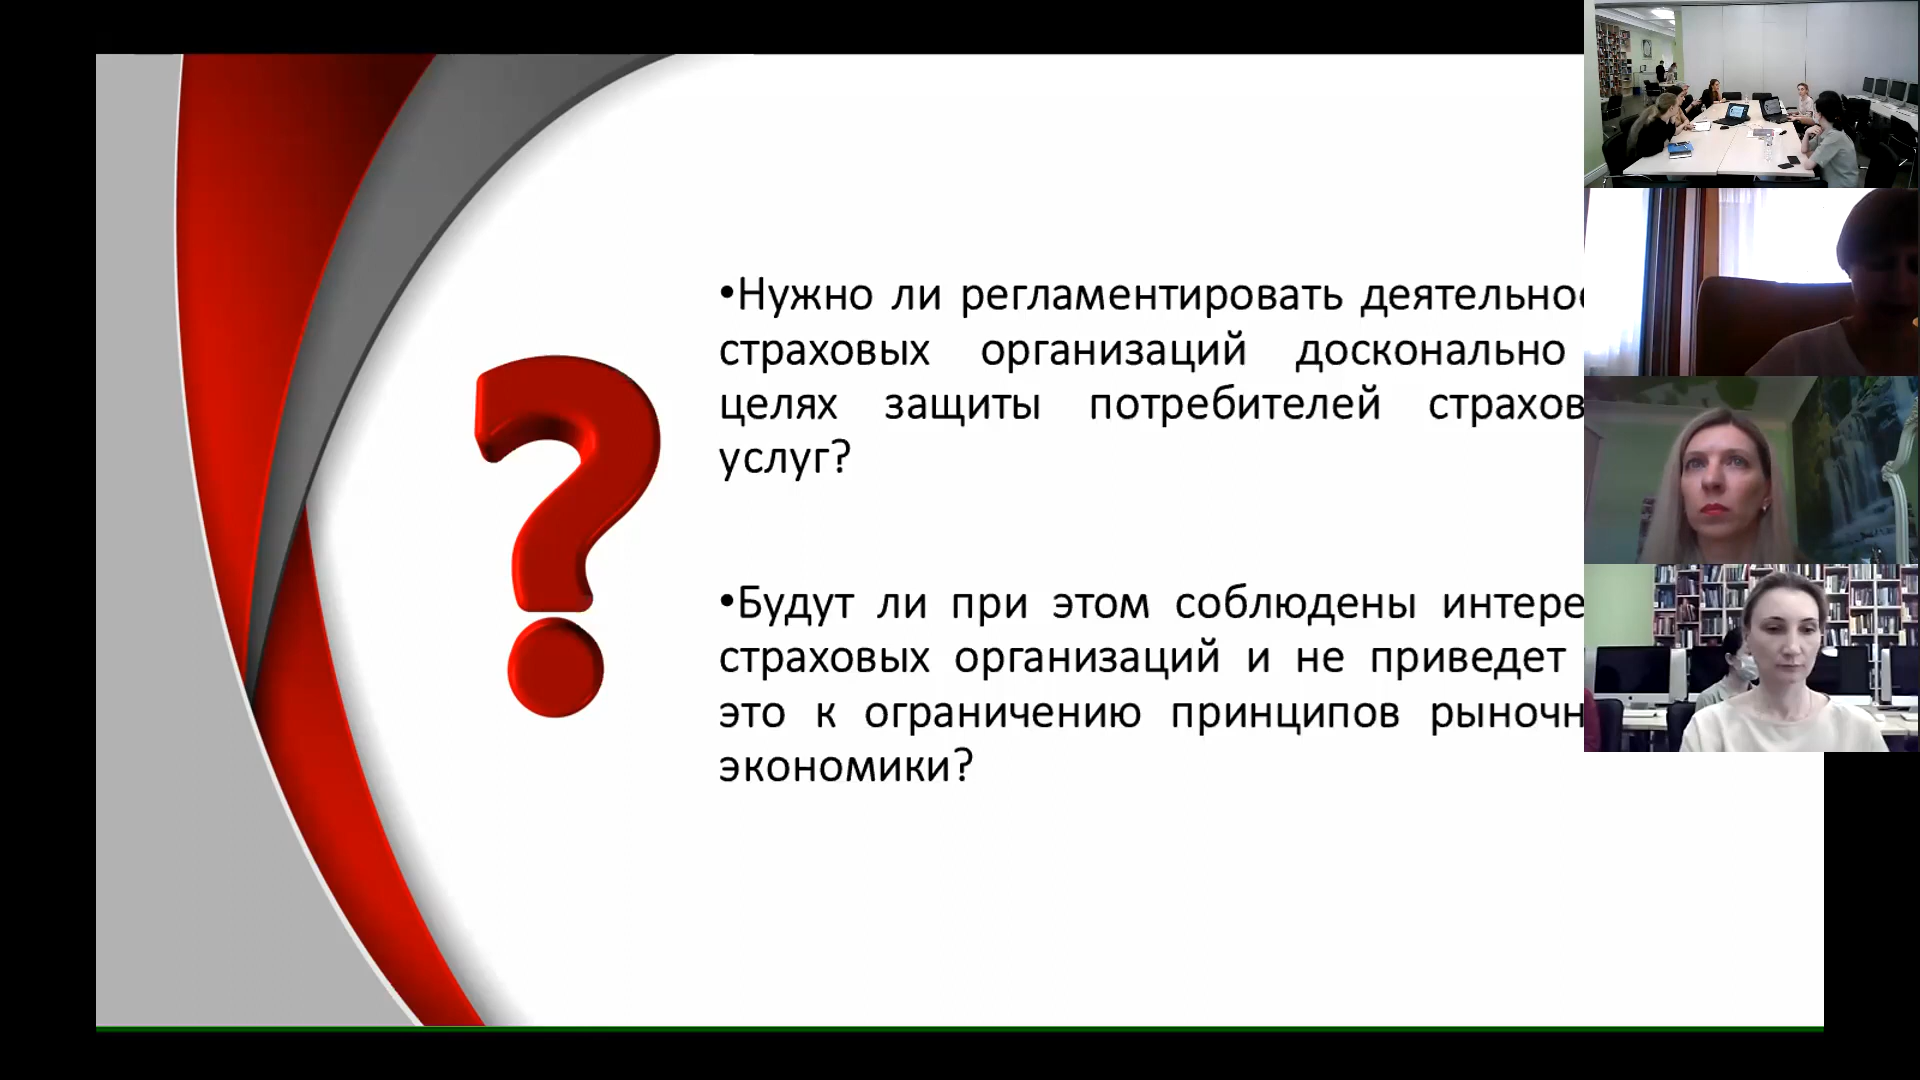 •Нужно ли регламентировать деятельнос
страховых организаций досконально
целях защиты потребителей страхов
услуг?
•Будут ли при этом соблюдены интере
страховых организаций и не приведет
это к ограничению принципов рыночн
экономики?